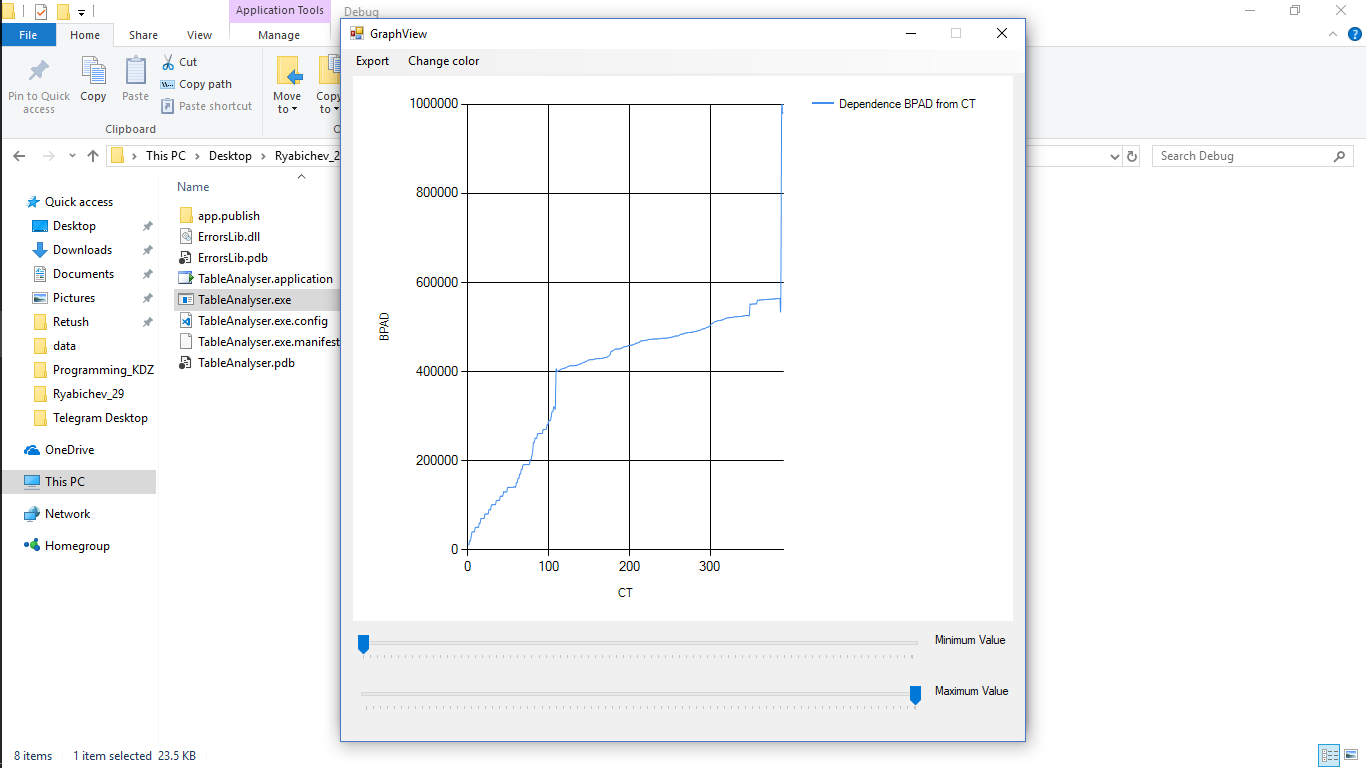 Application Tools
Debug
File
Home
Share
View
Manage
Pin to Quick access
Copy
Paste
Cut
Copy path
Paste shortcut
Move to
Copy to
Clipboard
This PC
Desktop
Ryabichev_2
Search Debug
Quick access
Desktop
Downloads
Documents
Pictures
Retush
data
Programming_KDZ
Ryabichev_29
Telegram Desktop
OneDrive
This PC
Network
Homegroup
Name
app.publish
ErrorsLib.dll
ErrorsLib.pdb
TableAnalyser.application
TableAnalyser.exe
TableAnalyser.exe.config
TableAnalyser.exe.manifest
TableAnalyser.pdb
8 items
1 item selected 23.5 KB
GraphView
Export
Change color
1000000
800000
600000
400000
200000
0
BPAD
0
100
200
300
CT
Dependence BPAD from CT
Minimum Value
Maximum Value